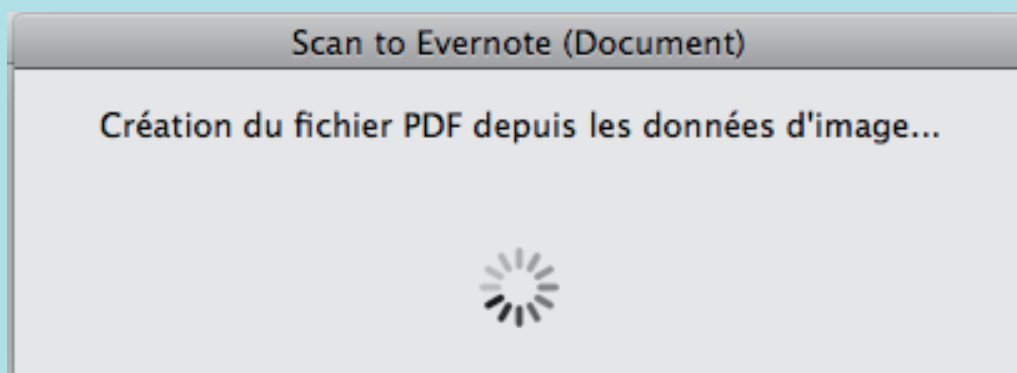 Scan to Evernote (Document)
Création du fichier PDF depuis les données d'image...